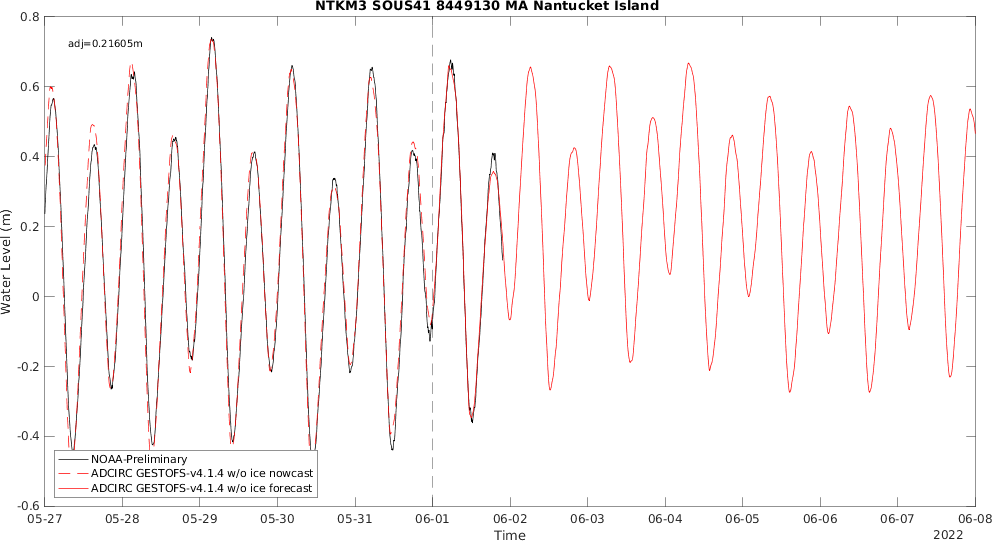 NTKM3 SOUS41 8449130 MA Nantucket Island
adj=0.21605m
0.8
0.6
0.4
0.2
0
-0.2
-0.4
-0.6
Water Level (m)
NOAA-Preliminary
ADCIRC GESTOFS-v4.1.4 w/o ice nowcast
ADCIRC GESTOFS-v4.1.4 w/o ice forecast
05-27 05-28 05-29 05-30 05-31 06-01 06-02 06-03 06-04 06-05 06-06 06-07 06-08
Time
2022